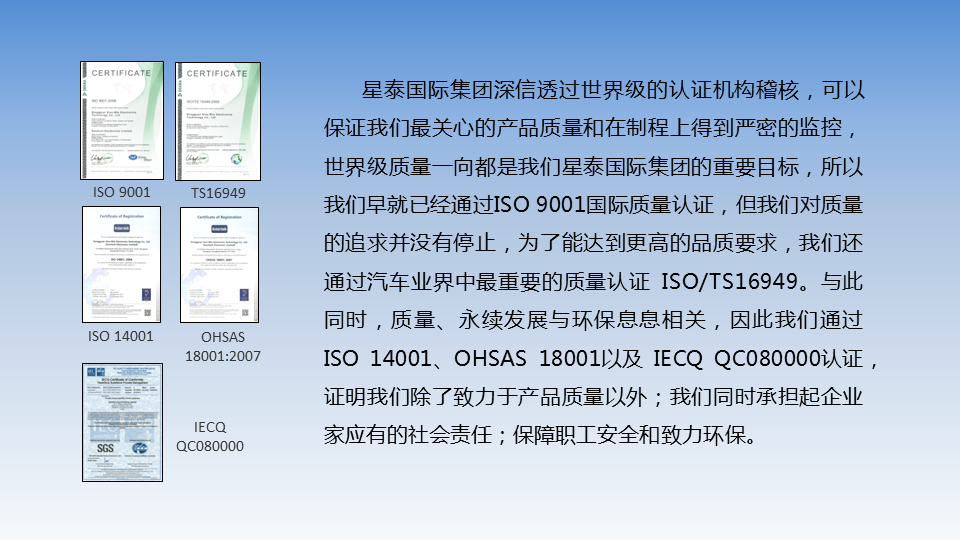 CERTIFICATE
CERTIFICATE
ISO 9001
TS16949
Certificate of Registration
Certificate of Registration
intertek
intertek
ISO 14001
OHSAS
18001:2007
SGS
IECQ
QC080000
星泰国际集团深信透过世界级的认证机构稽核，可以
保证我们最关心的产品质量和在制程上得到严密的监控，
世界级质量一向都是我们星泰国际集团的重要目标，所以
我们早就已经通过ISO 9001国际质量认证，但我们对质量
的追求并没有停止，为了能达到更高的品质要求，我们还
通过汽车业界中最重要的质量认证 ISO/TS16949。与此
同时，质量、永续发展与环保息息相关，因此我们通过
ISO 14001、OHSAS 18001以及 IECQ QC080000认证，
证明我们除了致力于产品质量以外；我们同时承担起企业
家应有的社会责任；保障职工安全和致力环保。